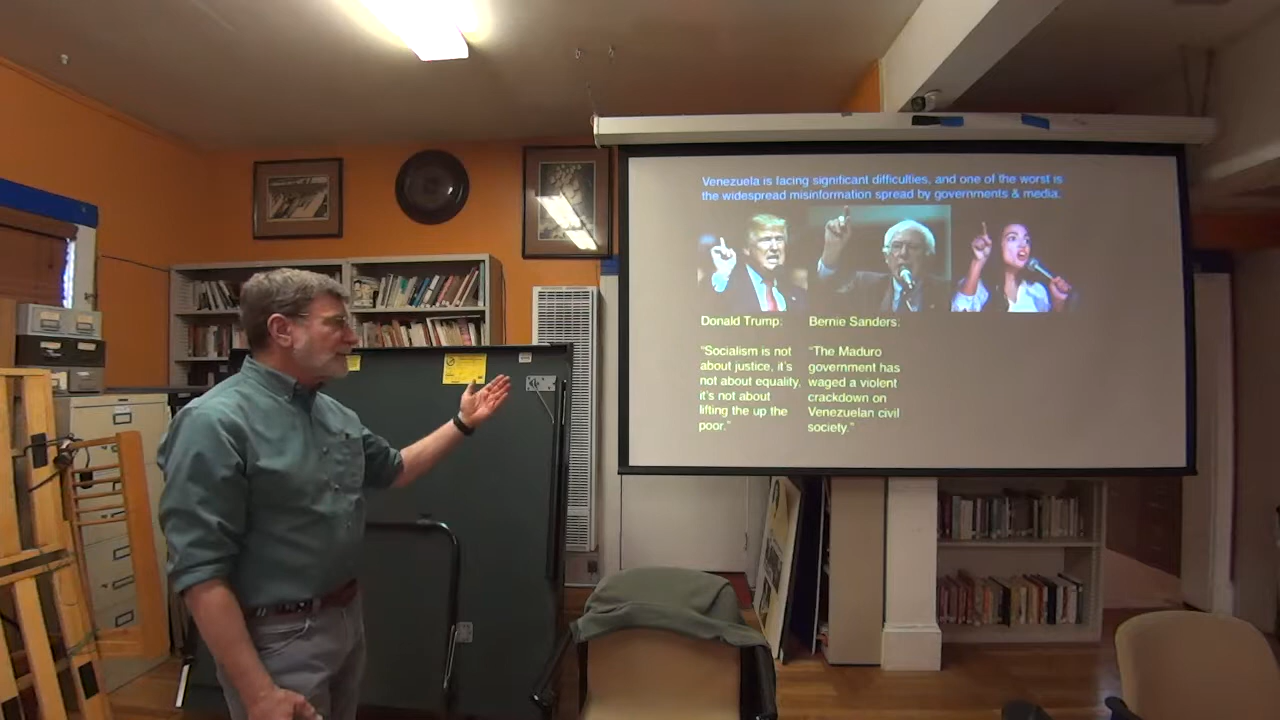 Venezuela is facing significant difficulties, and one of the worst is
the widespread misinformation spread by governments & media.
Donald Trump:
"Socialism is not
about justice, it's
not about equality,
it's not about
lifting the up the
poor."
Bernie Sanders:
"The Maduro
government has
waged a violent
crackdown on
Venezuelan civil
society."